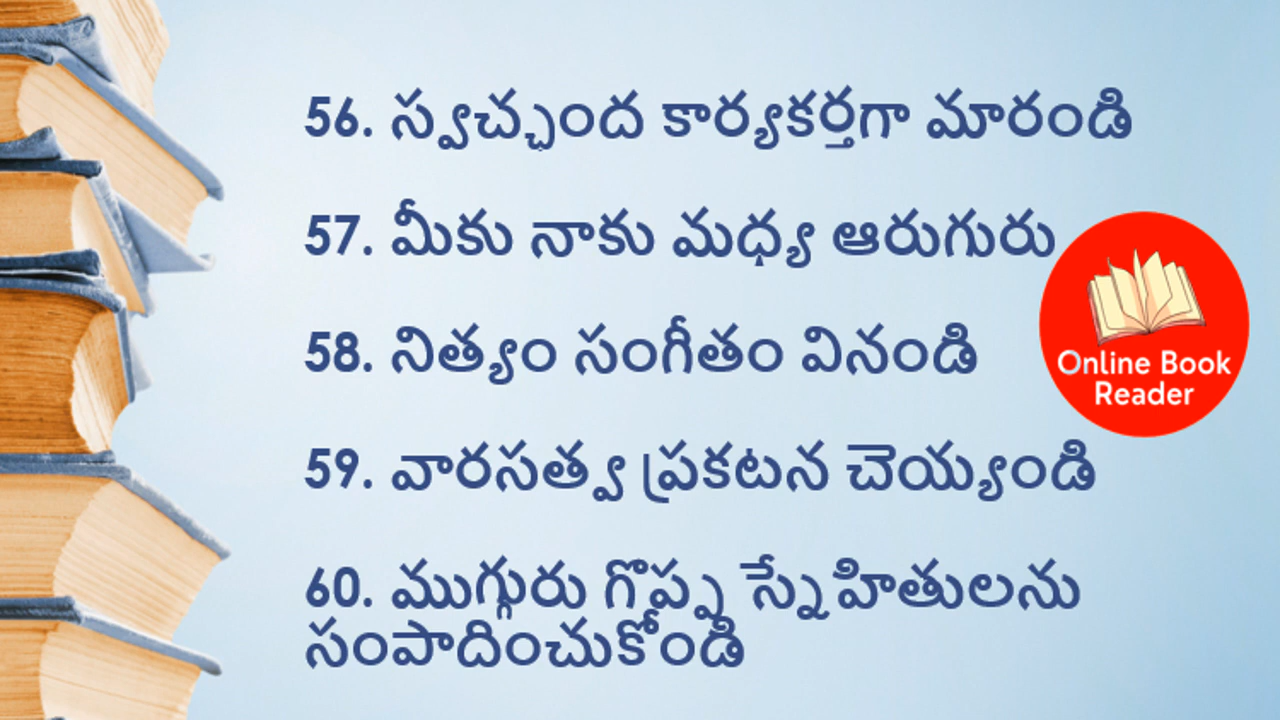 56. స్వచ్ఛంద కార్యకర్తగా మారండి
57. మీకు నాకు మధ్య ఆరుగురు
58. నిత్యం సంగీతం వినండి
Online Book
Reader
59. వారసత్వ ప్రకటన చెయ్యండి
60. ముగ్గురు గొప్ప స్నేహితులను
సంపాదించుకోండి